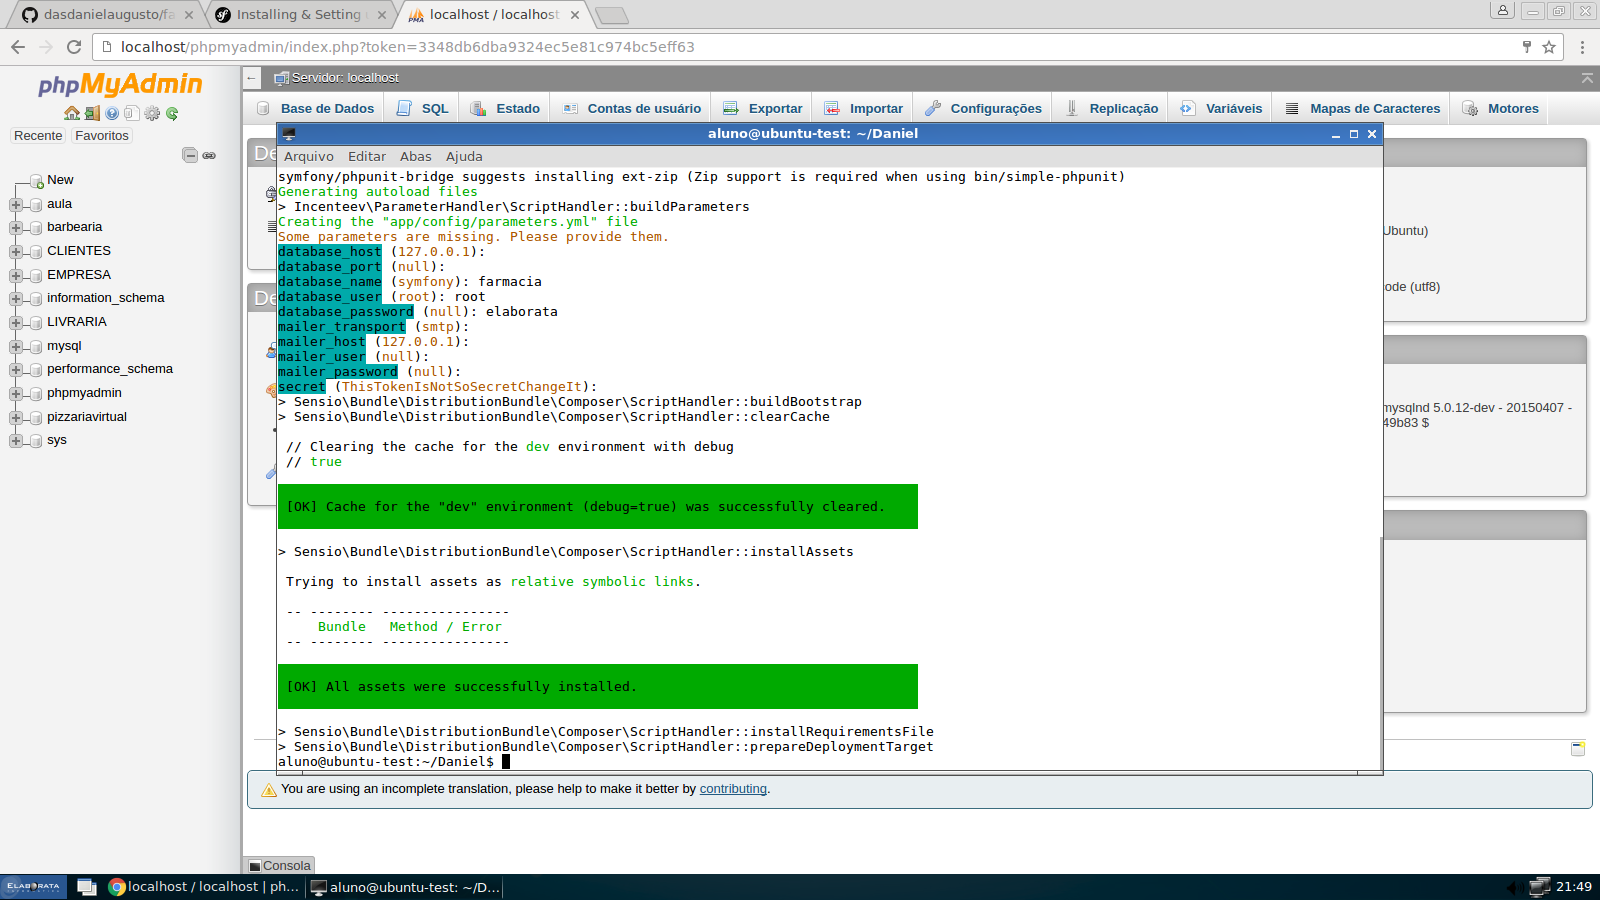 dasdanielaugusto/fa
Installing & Setting
localhost / localhost
localhost/phpmyadmin/index.php?token=3348db6dba9324ec5e81c974bc5eff63
phpMyAdmin
Recente
Favoritos
New
aula
barbearia
CLIENTES
EMPRESA
information_schema
LIVRARIA
mysql
performance_schema
phpmyadmin
pizzariavirtual
sys
Servidor: localhost
Base de Dados
SQL
Estado
Contas de usuário
Exportar
Importar
Configurações
Replicação
Variáveis
Mapas de Caracteres
Motores
De
De
Ubuntu)
code (utf8)
mysqlnd 5.0.12-dev - 20150407 -
49b83 $
aluno@ubuntu-test: ~/Daniel
Arquivo Editar Abas Ajuda
symfony/phpunit-bridge suggests installing ext-zip (Zip support is required when using bin/simple-phpunit)
Generating autoload files
> Incenteev\ParameterHandler\ScriptHandler::buildParameters
Creating the "app/config/parameters.yml" file
Some parameters are missing. Please provide them.
database_host (127.0.0.1):
database_port (null):
database_name (symfony): farmacia
database_user (root): root
database_password (null): elaborata
mailer_transport (smtp):
mailer_host (127.0.0.1):
mailer_user (null):
mailer_password (null):
secret (ThisTokenIsNotSoSecretChangeIt):
> Sensio\Bundle\DistributionBundle\Composer\ScriptHandler::buildBootstrap
> Sensio\Bundle\DistributionBundle\Composer\ScriptHandler::clearCache
// Clearing the cache for the dev environment with debug
// true
[OK] Cache for the "dev" environment (debug=true) was successfully cleared.
> Sensio\Bundle\DistributionBundle\Composer\ScriptHandler::installAssets
Trying to install assets as relative symbolic links.
-- -------- ----------------
Bundle Method / Error
-- -------- ----------------
[OK] All assets were successfully installed.
> Sensio\Bundle\DistributionBundle\Composer\ScriptHandler::installRequirementsFile
> Sensio\Bundle\DistributionBundle\Composer\ScriptHandler::prepareDeploymentTarget
aluno@ubuntu-test:~/Daniel$
You are using an incomplete translation, please help to make it better by contributing.
Consola
ELABORATA
localhost / localhost | ph...
aluno@ubuntu-test: ~/D...
21:49